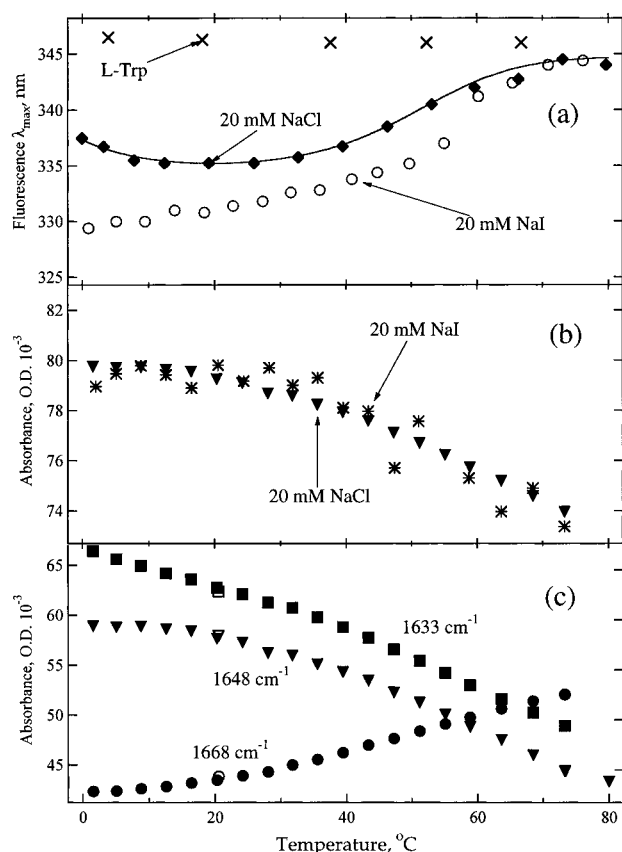 345
340
335
330
325
Fluorescence λmax, nm
L-Trp
20 mM NaCl
(a)
20 mM NaI
82
80
78
76
74
Absorbance, O.D. 10⁻³
(b)
20 mM NaI
20 mM NaCl
65
60
55
50
45
Absorbance, O.D. 10⁻³
(c)
1633 cm⁻¹
1648 cm⁻¹
1668 cm⁻¹
0
20
40
60
80
Temperature, °C